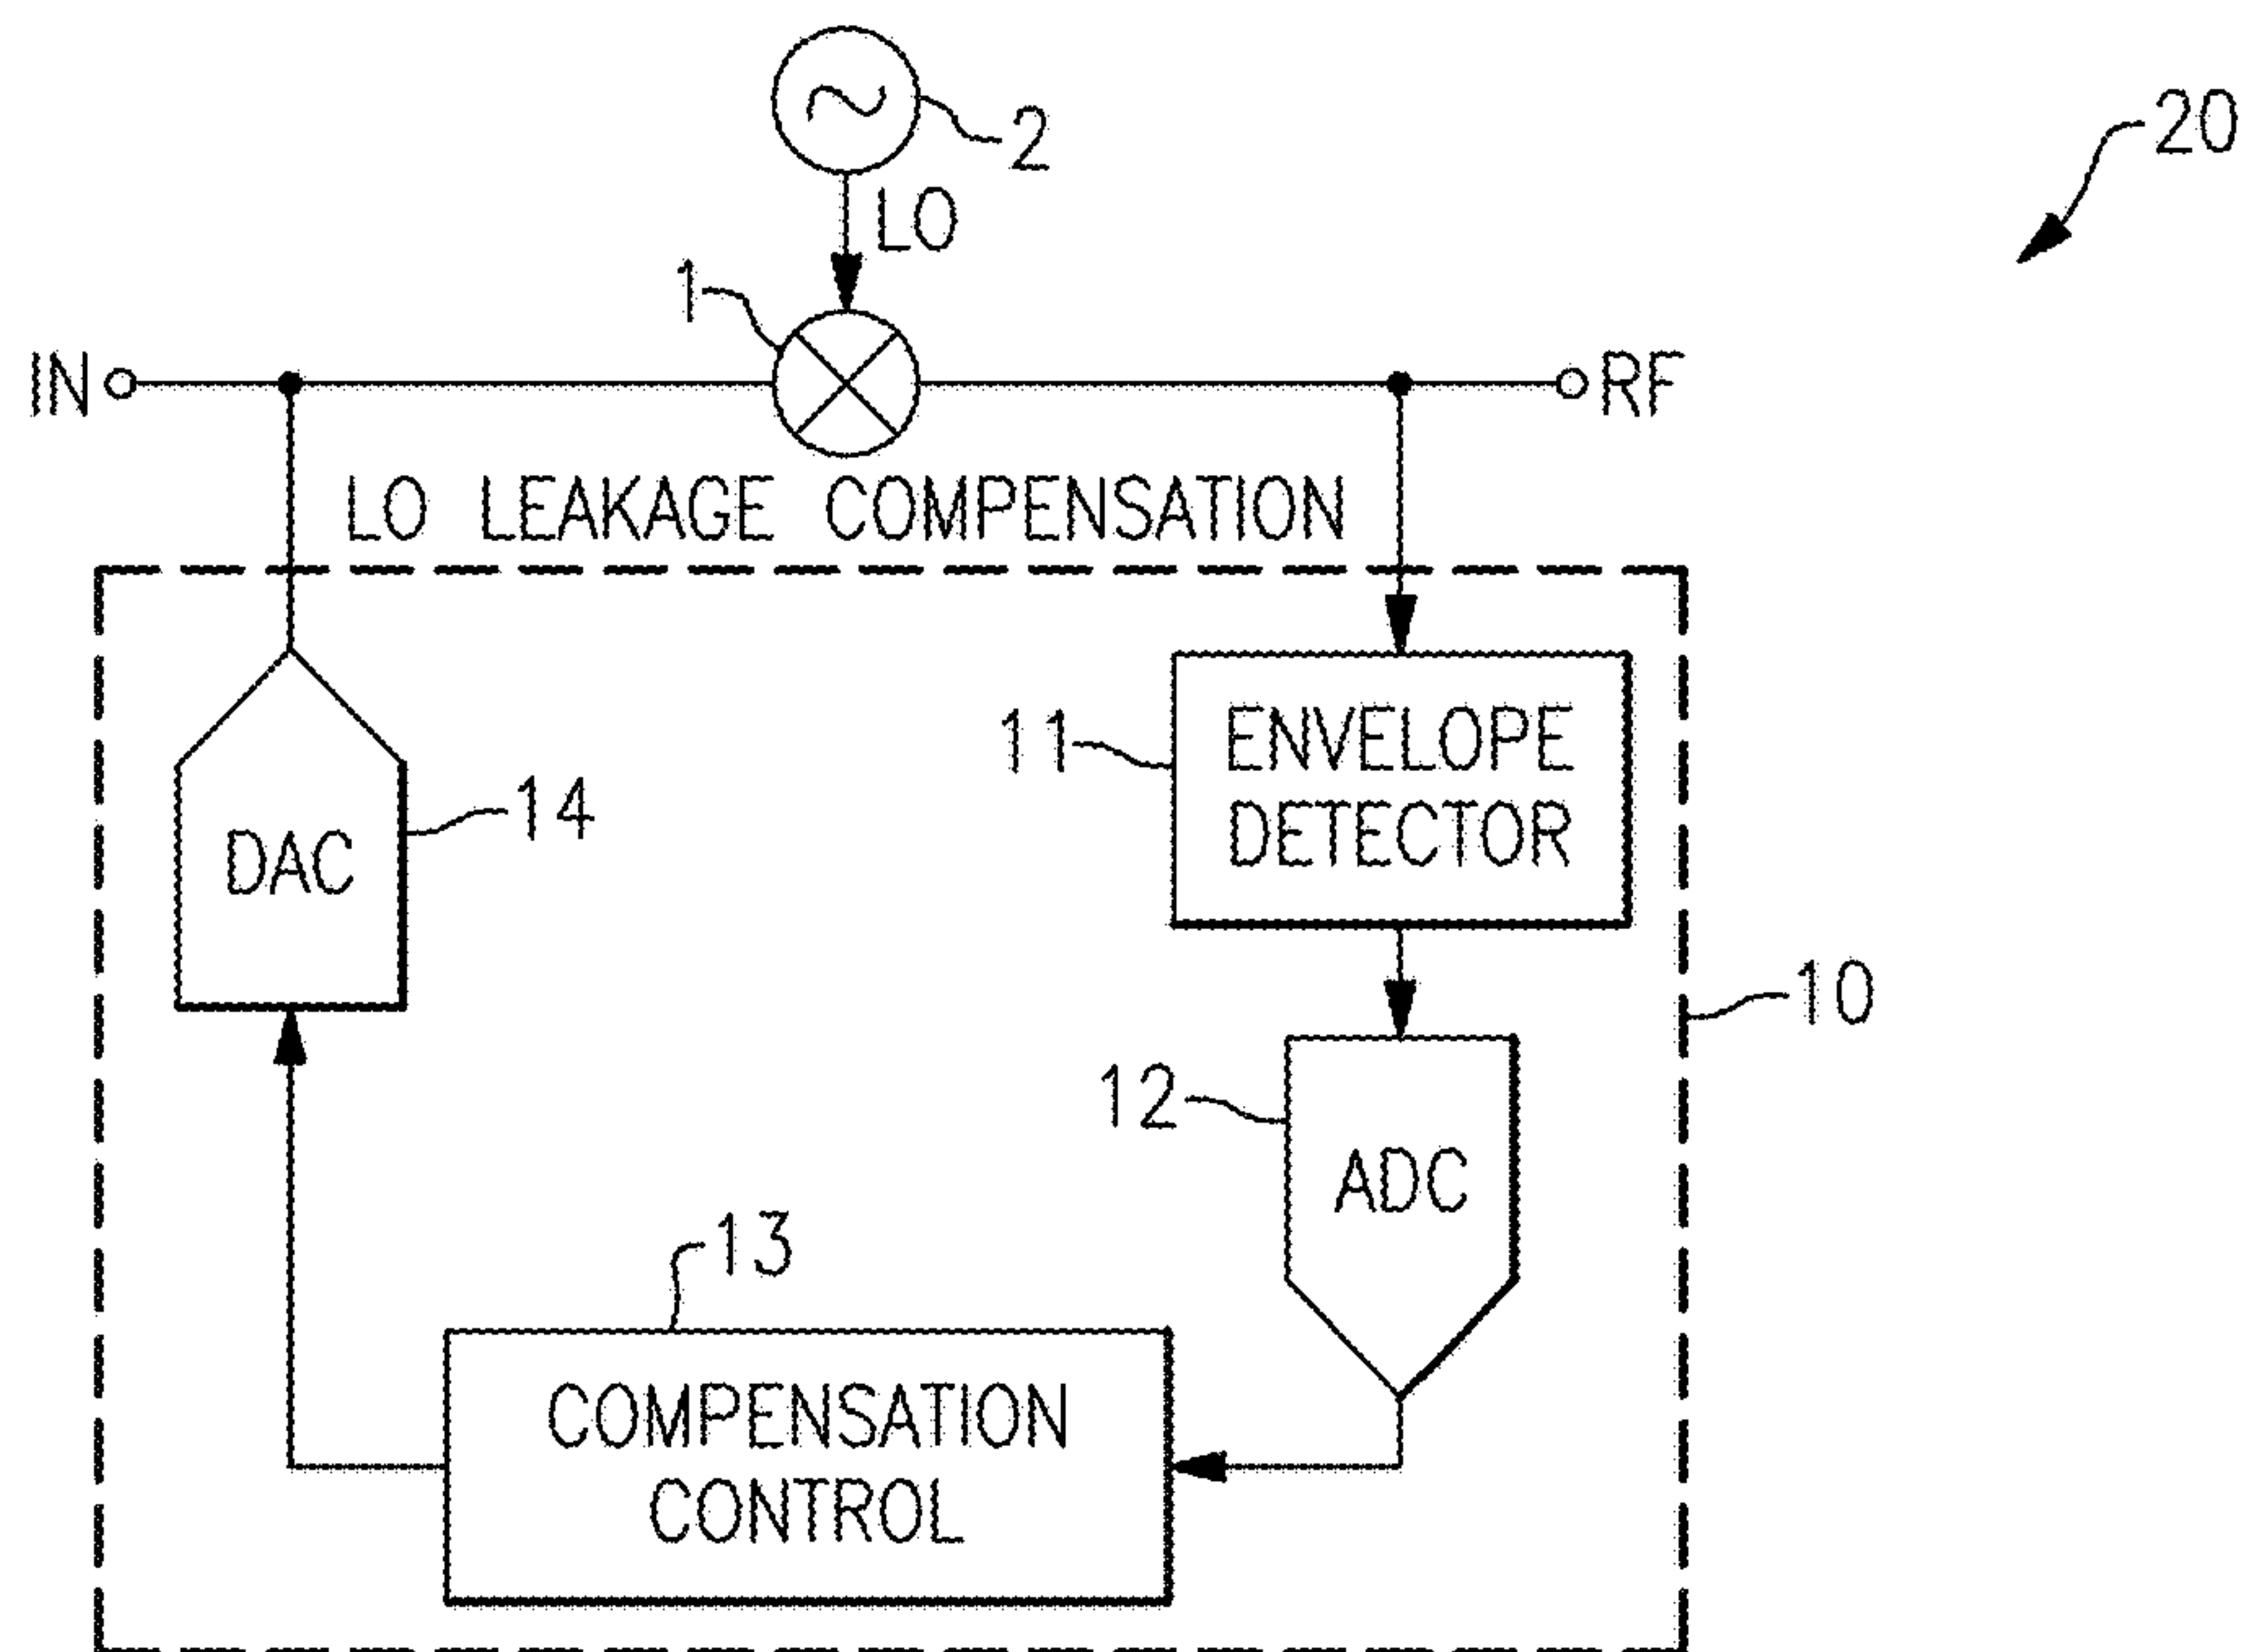 2
20
LO
1
IN
RF
LO LEAKAGE COMPENSATION
11
ENVELOPE
DETECTOR
14
DAC
10
12
ADC
13
COMPENSATION
CONTROL